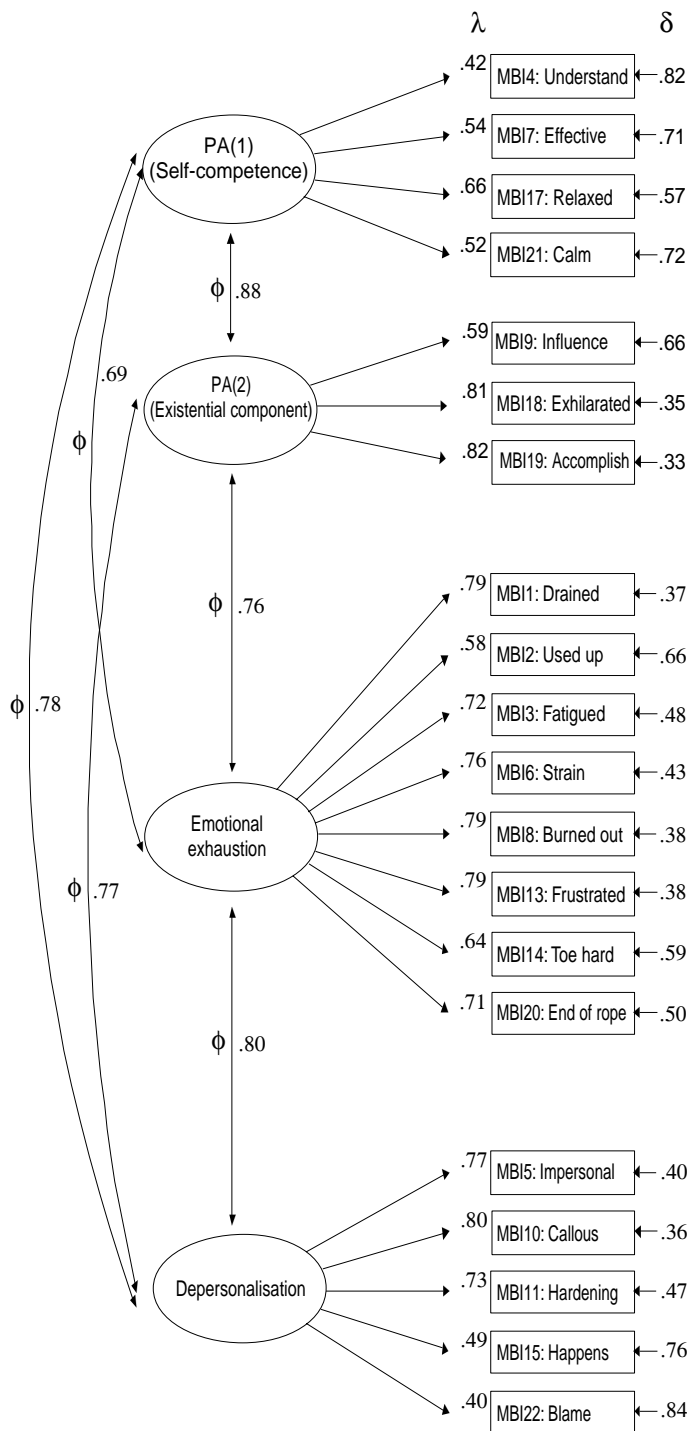 λ δ
.42 MBI4: Understand .82
PA(1)
(Self-competence)
.54 MBI7: Effective .71
.66 MBI17: Relaxed .57
.52 MBI21: Calm .72
ϕ .88
.59 MBI9: Influence .66
.69
PA(2)
(Existential component)
.81 MBI18: Exhilarated .35
ϕ
.82 MBI19: Accomplish .33
ϕ .76
.79 MBI1: Drained .37
.58 MBI2: Used up .66
ϕ .78
.72 MBI3: Fatigued .48
.76 MBI6: Strain .43
Emotional
exhaustion
.79 MBI8: Burned out .38
ϕ .77
.79 MBI13: Frustrated .38
.64 MBI14: Toe hard .59
.71 MBI20: End of rope .50
ϕ .80
.77 MBI5: Impersonal .40
.80 MBI10: Callous .36
Depersonalisation
.73 MBI11: Hardening .47
.49 MBI15: Happens .76
.40 MBI22: Blame .84